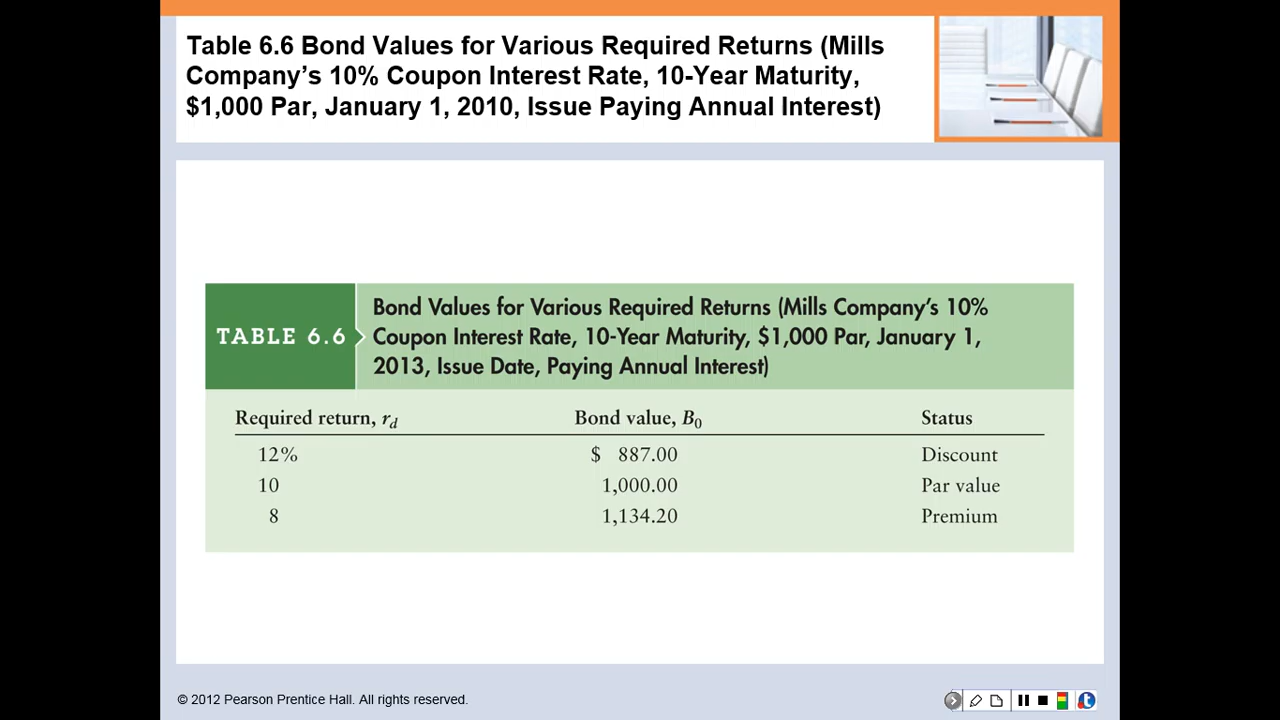 Table 6.6 Bond Values for Various Required Returns (Mills
Company's 10% Coupon Interest Rate, 10-Year Maturity,
$1,000 Par, January 1, 2010, Issue Paying Annual Interest)
TABLE 6.6
Bond Values for Various Required Returns (Mills Company's 10%
Coupon Interest Rate, 10-Year Maturity, $1,000 Par, January 1,
2013, Issue Date, Paying Annual Interest)
Required return, rd Bond value, B0 Status
12% $ 887.00 Discount
10 1,000.00 Par value
8 1,134.20 Premium
© 2012 Pearson Prentice Hall. All rights reserved.